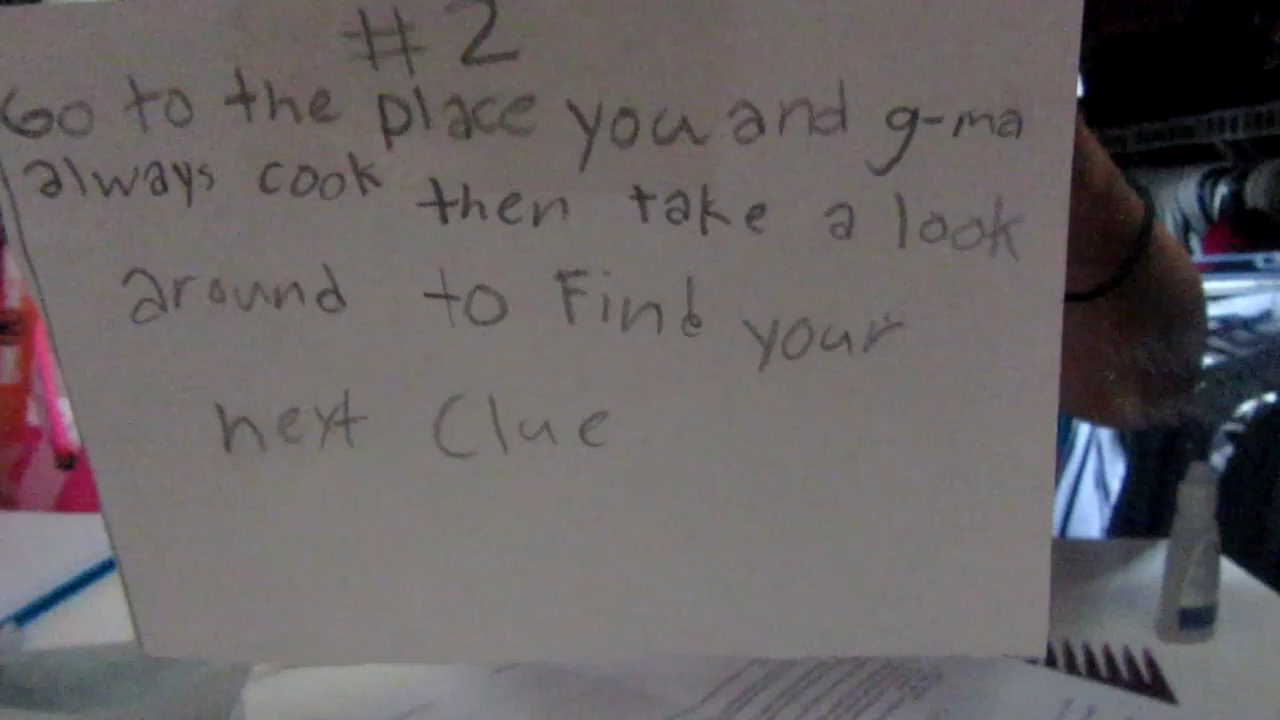 #2
Go to the place you and g-ma
always cook then take a look
around to Find your
next Clue